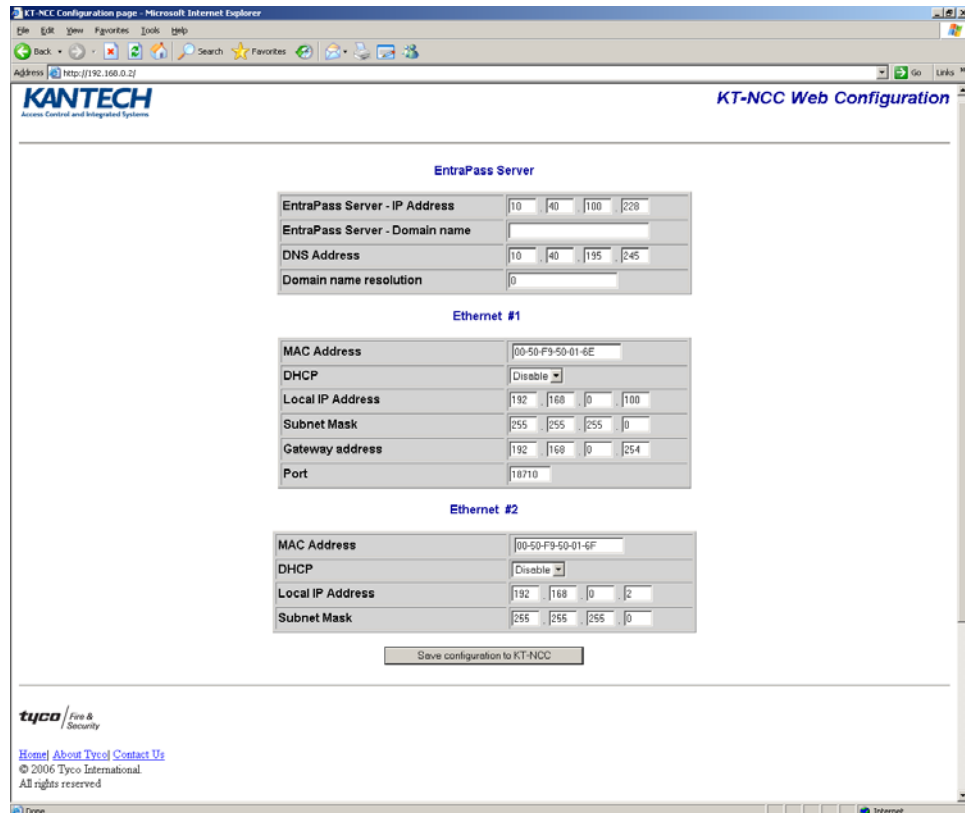 KT-NCC Configuration page - Microsoft Internet Explorer
File Edit View Favorites Tools Help
Back Search Favorites
Address http://192.168.0.2/ Go Links »
KANTECH KT-NCC Web Configuration
Access Control and Integrated Systems
EntraPass Server
EntraPass Server - IP Address 10 . 40 . 100 . 228
EntraPass Server - Domain name
DNS Address 10 . 40 . 195 . 245
Domain name resolution 0
Ethernet #1
MAC Address 00-50-F9-50-01-6E
DHCP Disable
Local IP Address 192 . 168 . 0 . 100
Subnet Mask 255 . 255 . 255 . 0
Gateway address 192 . 168 . 0 . 254
Port 18710
Ethernet #2
MAC Address 00-50-F9-50-01-6F
DHCP Disable
Local IP Address 192 . 168 . 0 . 2
Subnet Mask 255 . 255 . 255 . 0
Save configuration to KT-NCC
tyco / Fire &
Security
Home| About Tyco| Contact Us
© 2006 Tyco International.
All rights reserved
Done Internet